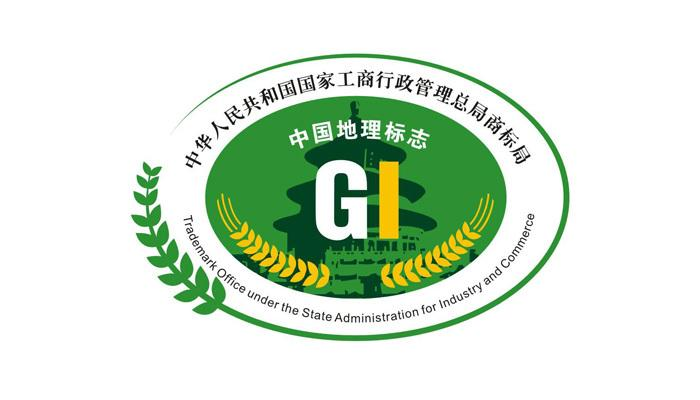 中华人民共和国国家工商行政管理总局商标局
中国地理标志
GI
Trademark Office under the State Administration for Industry and Commerce